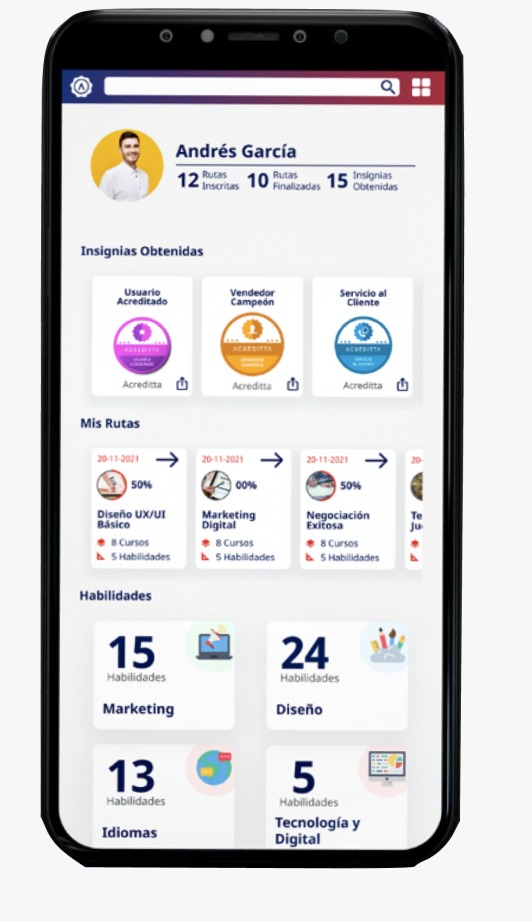 Andrés García
12 Rutas Inscritas 10 Rutas Finalizadas 15 Insignias Obtenidas
Insignias Obtenidas
Usuario Acreditado
ACREDITTA
Acreditta
Vendedor Campeón
ACREDITTA
Acreditta
Servicio al Cliente
ACREDITTA
Acreditta
Mis Rutas
20-11-2021
50%
Diseño UX/UI
Básico
8 Cursos
5 Habilidades
20-11-2021
00%
Marketing
Digital
8 Cursos
5 Habilidades
20-11-2021
50%
Negociación
Exitosa
8 Cursos
5 Habilidades
20-
Te
Ju
Habilidades
15
Habilidades
Marketing
24
Habilidades
Diseño
13
Habilidades
Idiomas
5
Habilidades
Tecnología y
Digital